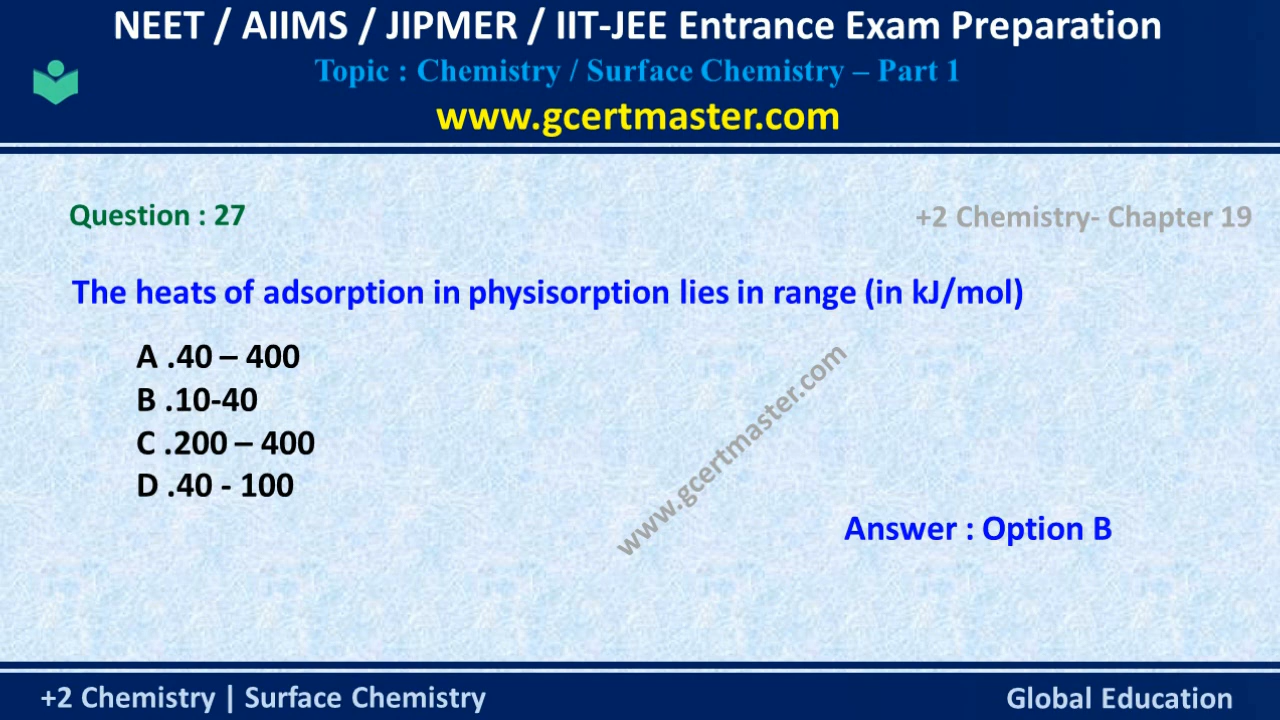 NEET / AIIMS / JIPMER / IIT-JEE Entrance Exam Preparation
Topic : Chemistry / Surface Chemistry – Part 1
www.gcertmaster.com
Question : 27
+2 Chemistry- Chapter 19
The heats of adsorption in physisorption lies in range (in kJ/mol)
A .40 – 400
B .10-40
C .200 – 400
D .40 - 100
www.gcertmaster.com
Answer : Option B
+2 Chemistry | Surface Chemistry
Global Education